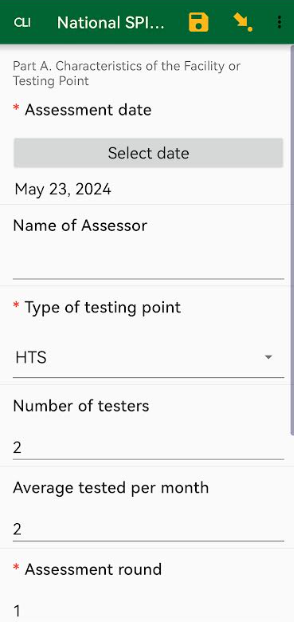 CLI National SPI...
Part A. Characteristics of the Facility or
Testing Point
* Assessment date
Select date
May 23, 2024
Name of Assessor
* Type of testing point
HTS
Number of testers
2
Average tested per month
2
* Assessment round
1